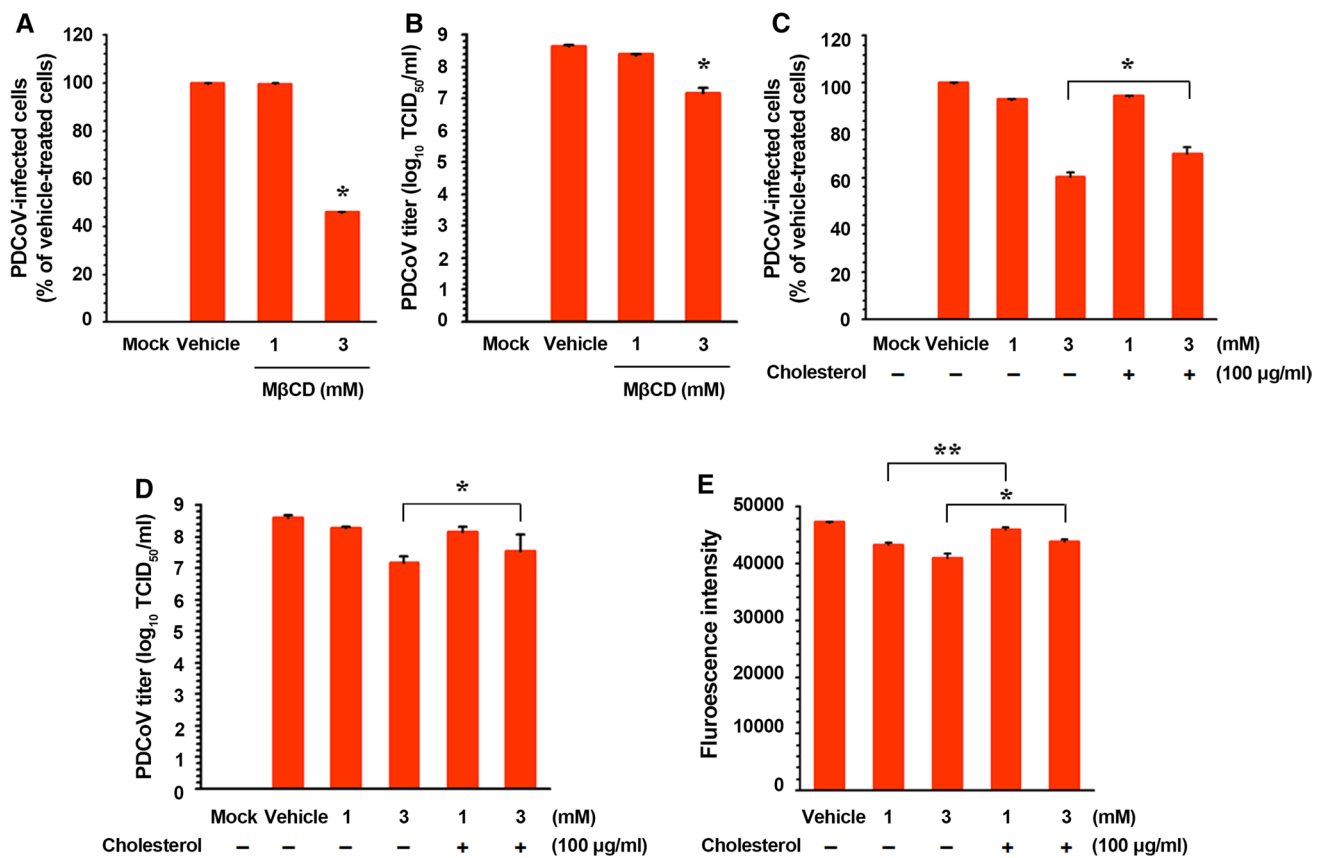 A
PDCoV-infected cells
(% of vehicle-treated cells)
120
100
80
60
40
20
0
*
Mock Vehicle 1 3
MβCD (mM)
B
PDCoV titer (log10 TCID50/ml)
9
8
7
6
5
4
3
2
1
0
*
Mock Vehicle 1 3
MβCD (mM)
C
PDCoV-infected cells
(% of vehicle-treated cells)
120
100
80
60
40
20
0
*
Mock Vehicle 1 3 1 3 (mM)
Cholesterol − − − − + + (100 µg/ml)
D
PDCoV titer (log10 TCID50/ml)
9
8
7
6
5
4
3
2
1
0
*
Mock Vehicle 1 3 1 3 (mM)
Cholesterol − − − − + + (100 µg/ml)
E
Fluroescence intensity
50000
40000
30000
20000
10000
0
**
*
Vehicle 1 3 1 3 (mM)
Cholesterol − − − + + (100 µg/ml)